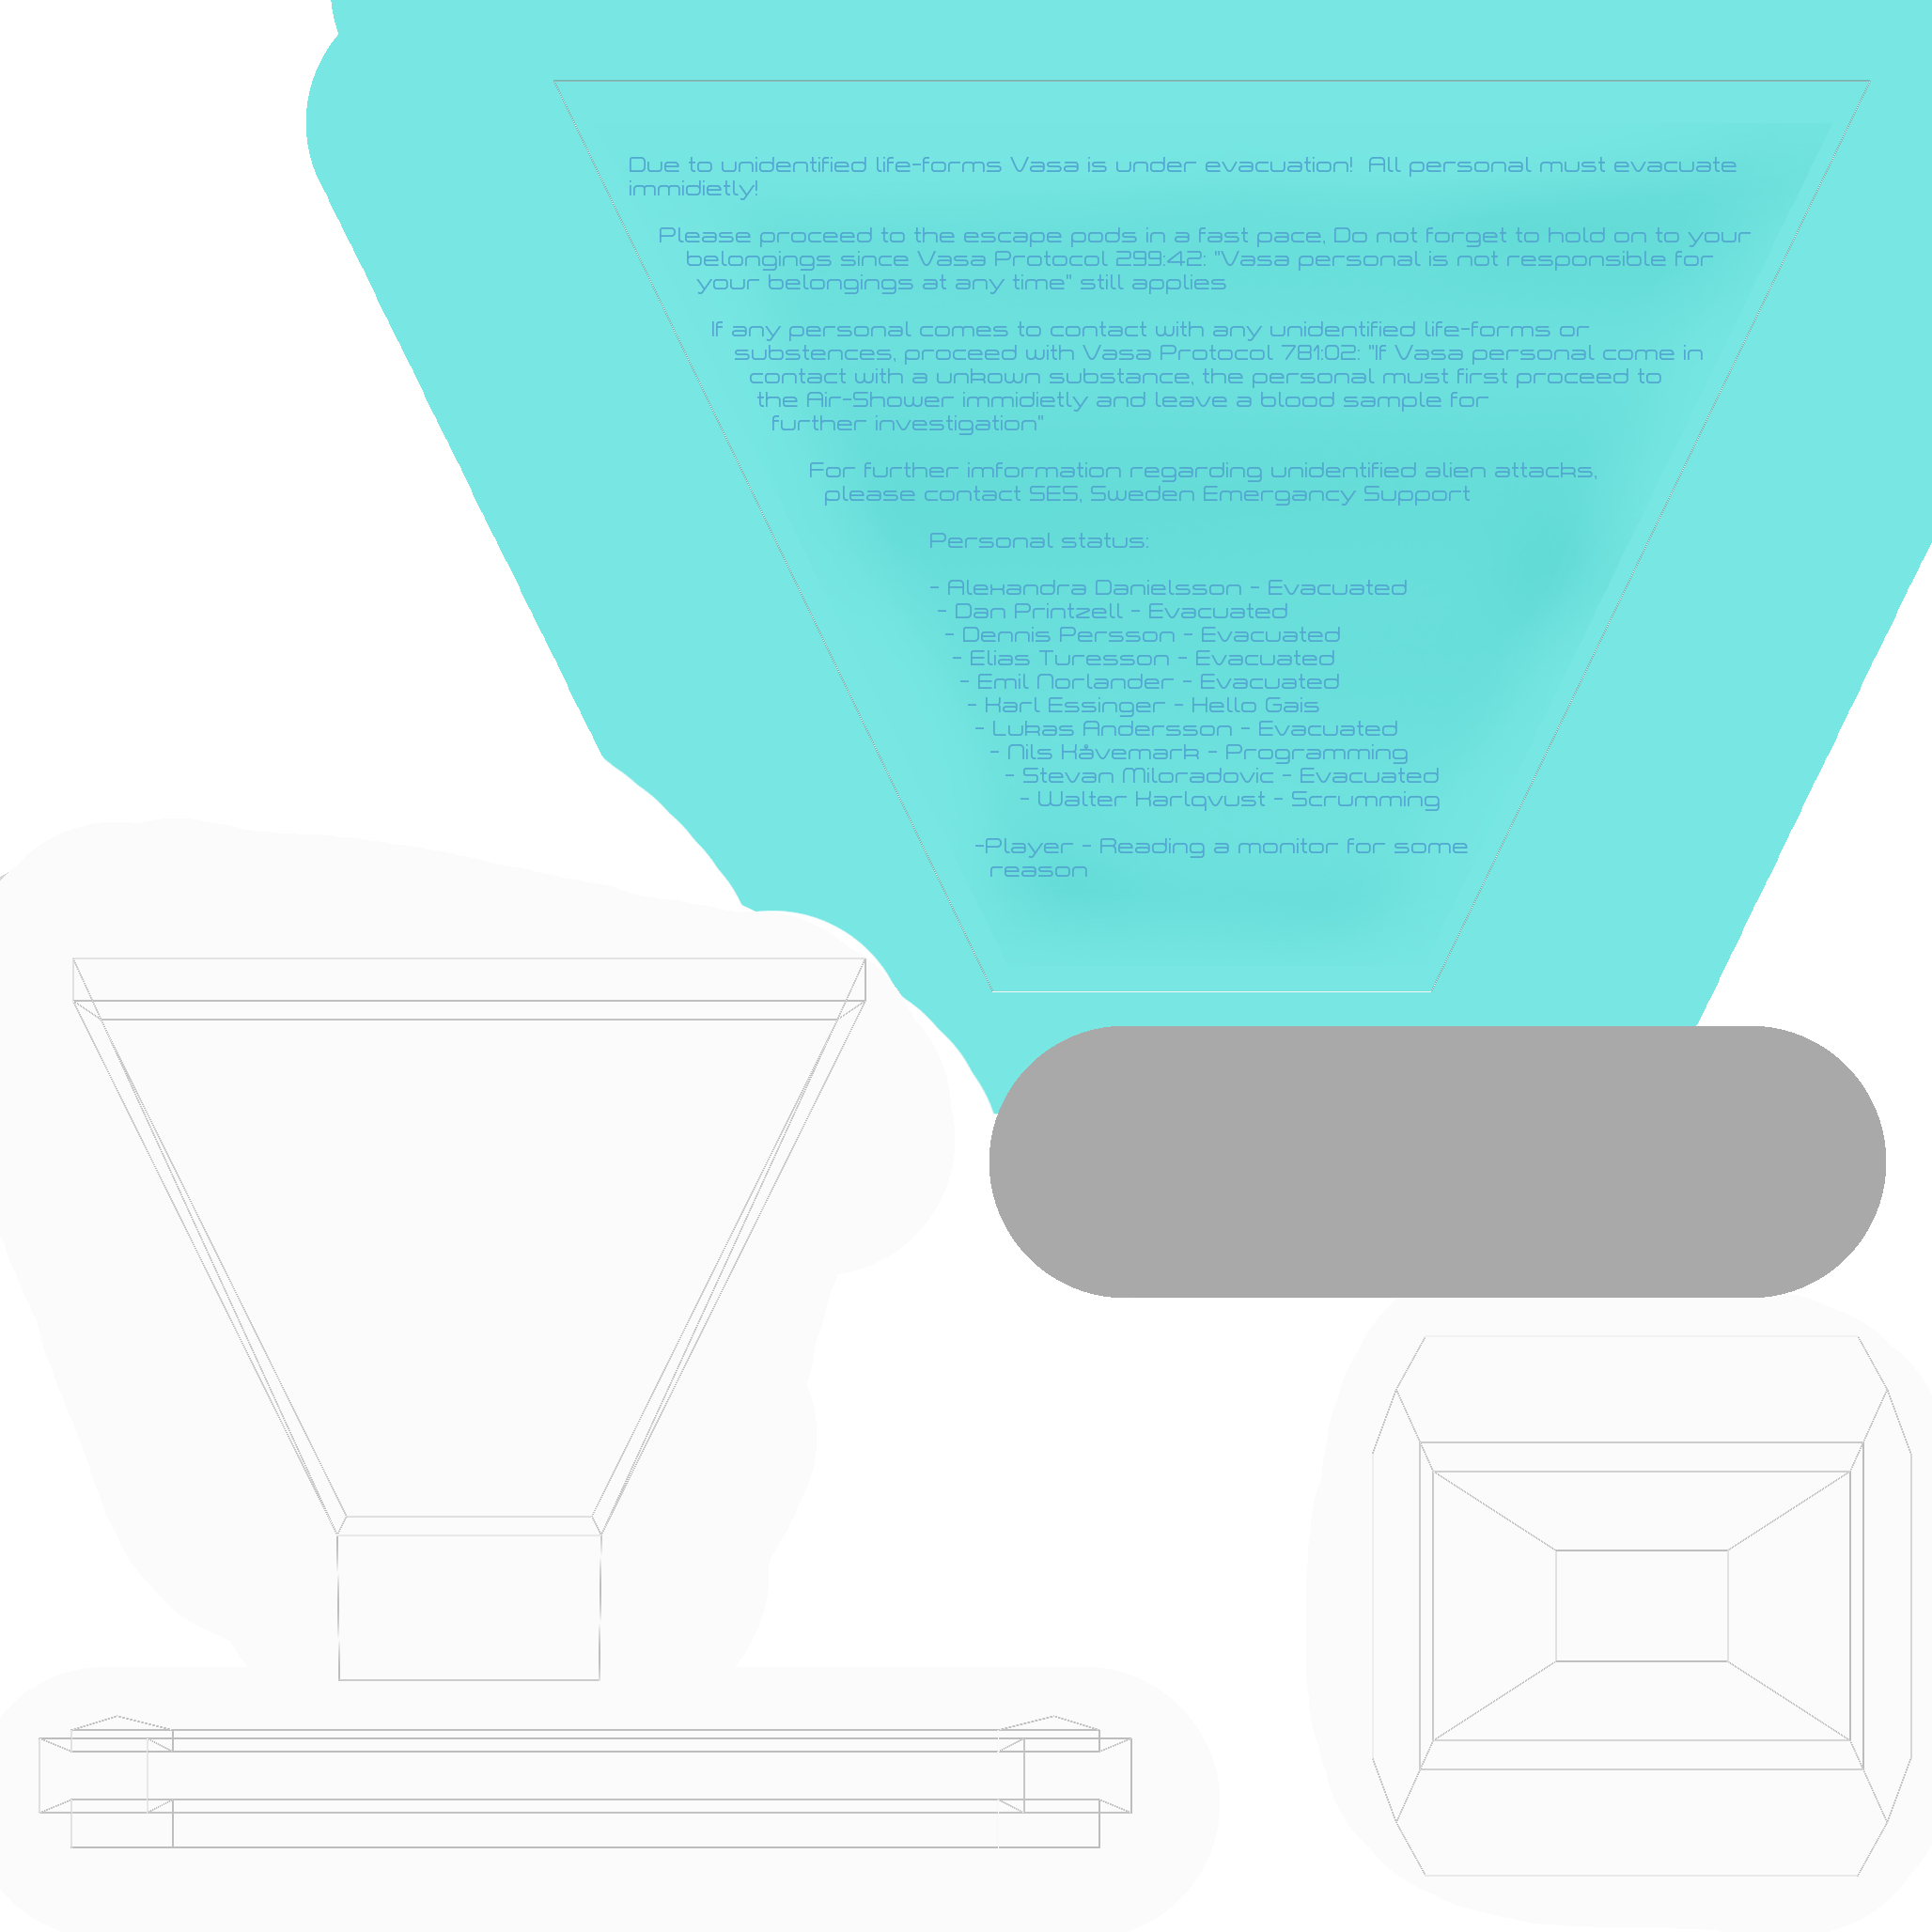 Due to unidentified life-forms Vasa is under evacuation! All personal must evacuate
immidietly!
Please proceed to the escape pods in a fast pace, Do not forget to hold on to your
belongings since Vasa Protocol 299:42: "Vasa personal is not responsible for
your belongings at any time" still applies
If any personal comes to contact with any unidentified life-forms or
substences, proceed with Vasa Protocol 781:02: "If Vasa personal come in
contact with a unkown substance, the personal must first proceed to
the Air-Shower immidietly and leave a blood sample for
further investigation"
For further imformation regarding unidentified alien attacks,
please contact SES, Sweden Emergancy Support
Personal status:
- Alexandra Danielsson - Evacuated
- Dan Printzell - Evacuated
- Dennis Persson - Evacuated
- Elias Turesson - Evacuated
- Emil Norlander - Evacuated
- Karl Essinger - Hello Gais
- Lukas Andersson - Evacuated
- Nils Kåvemark - Programming
- Stevan Miloradovic - Evacuated
- Walter Karlqvust - Scrumming
-Player - Reading a monitor for some
reason